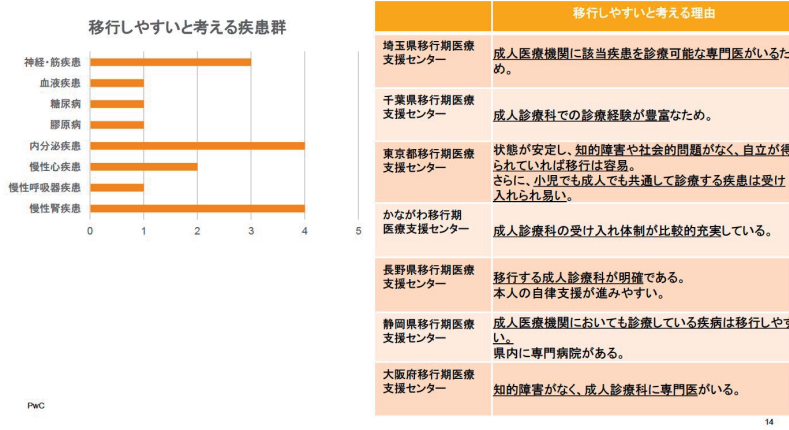 移行しやすいと考える疾患群
神経・筋疾患
血液疾患
糖尿病
膠原病
内分泌疾患
慢性心疾患
慢性呼吸器疾患
慢性腎疾患
0 1 2 3 4 5
移行しやすいと考える理由
埼玉県移行期医療
支援センター
成人医療機関に該当疾患を診療可能な専門医がいるた
め。
千葉県移行期医療
支援センター
成人診療科での診療経験が豊富なため。
東京都移行期医療
支援センター
状態が安定し、知的障害や社会的問題がなく、自立が得
られていれば移行は容易。
さらに、小児でも成人でも共通して診療する疾患は受け
入れられ易い。
かながわ移行期
医療支援センター
成人診療科の受け入れ体制が比較的充実している。
長野県移行期医療
支援センター
移行する成人診療科が明確である。
本人の自律支援が進みやすい。
静岡県移行期医療
支援センター
成人医療機関においても診療している疾病は移行しやす
い。
県内に専門病院がある。
大阪府移行期医療
支援センター
知的障害がなく、成人診療科に専門医がいる。
PwC
14